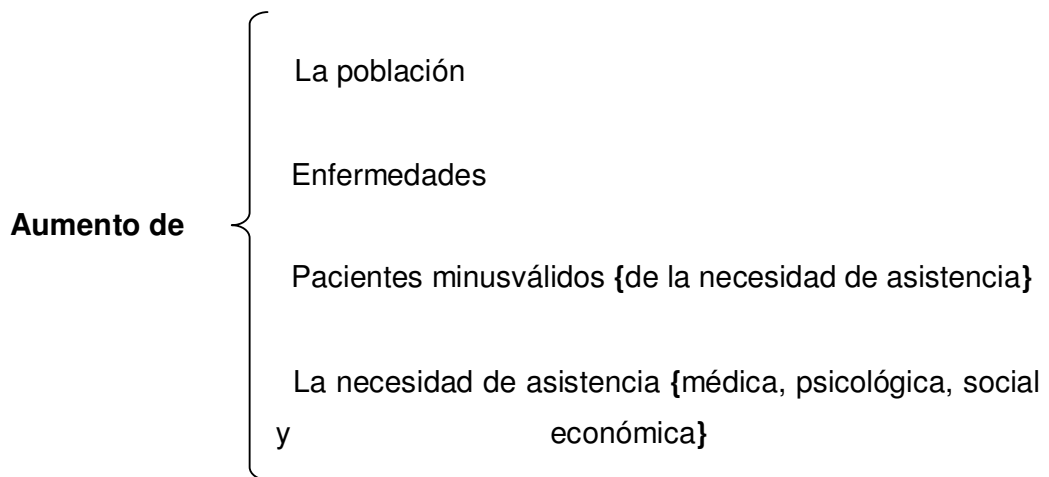 La población
Enfermedades
Aumento de
Pacientes minusválidos {de la necesidad de asistencia}
La necesidad de asistencia {médica, psicológica, social
y económica}